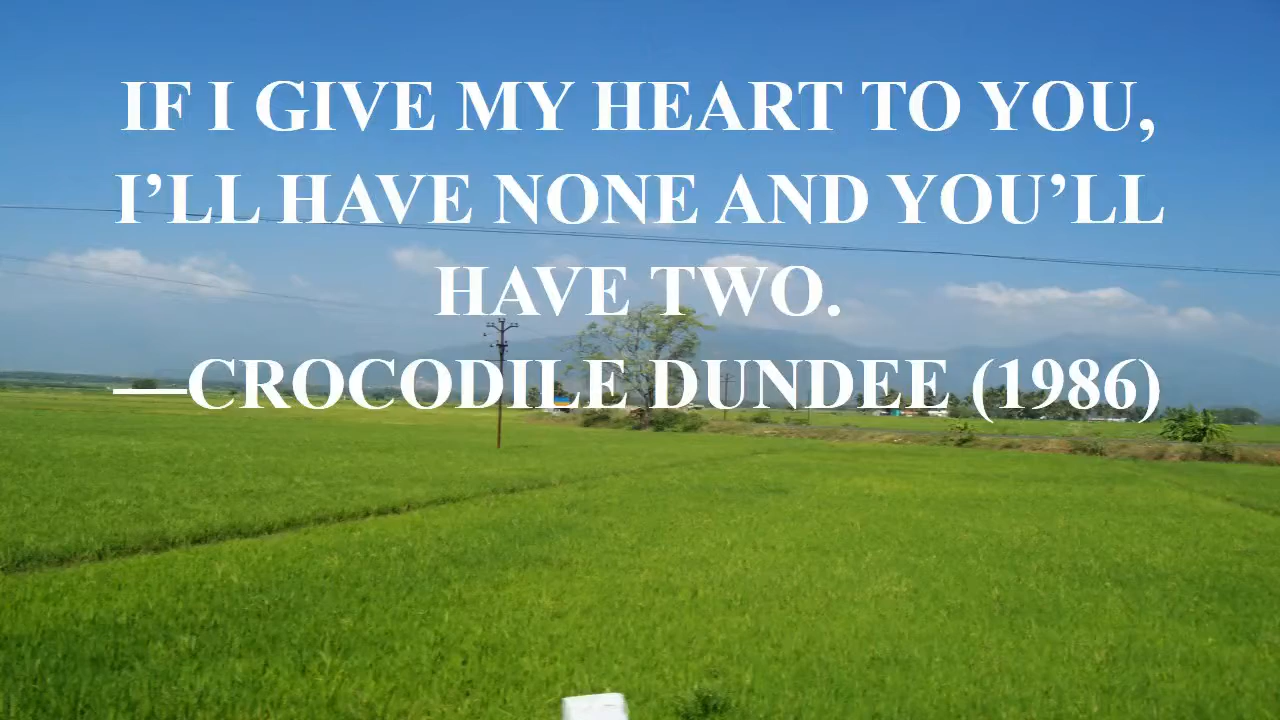 IF I GIVE MY HEART TO YOU,
I’LL HAVE NONE AND YOU’LL
HAVE TWO.
—CROCODILE DUNDEE (1986)